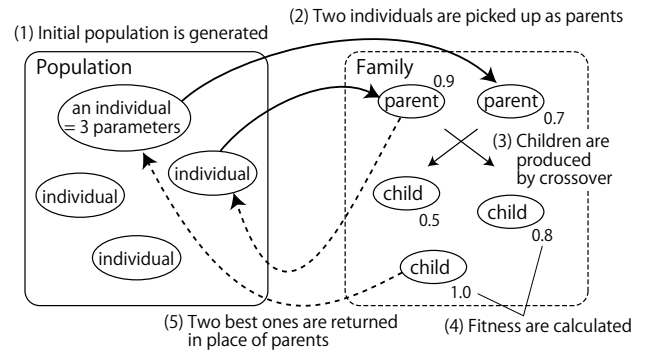 (2) Two individuals are picked up as parents
(1) Initial population is generated
Population
Family
an individual
= 3 parameters
individual
individual
individual
parent
0.9
parent
0.7
(3) Children are
produced
by crossover
child
0.5
child
0.8
child
1.0
(5) Two best ones are returned
in place of parents
(4) Fitness are calculated